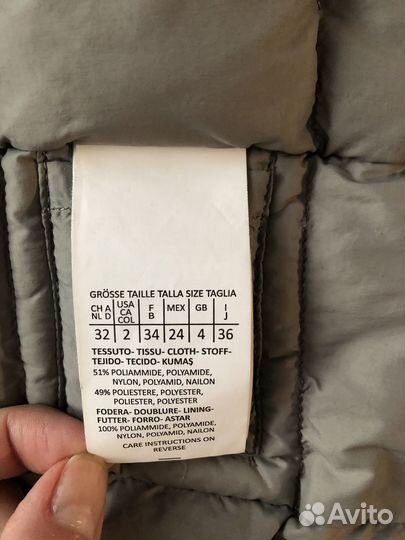 GRÖSSE TAILLE TALLA SIZE TAGLIA
CH A NL D USA CA COL F B MEX GB I J
32 2 34 24 4 36
TESSUTO- TISSU- CLOTH- STOFF-
TEJIDO- TECIDO- KUMAŞ
51% POLIAMMIDE, POLYAMIDE,
NYLON, POLYAMID, NAILON
49% POLIESTERE, POLYESTER,
POLIESTER, POLYESTER
FODERA- DOUBLURE- LINING-
FUTTER- FORRO- ASTAR
100% POLIAMMIDE, POLYAMIDE,
NYLON, POLYAMID, NAILON
CARE INSTRUCTIONS ON
REVERSE
Avito